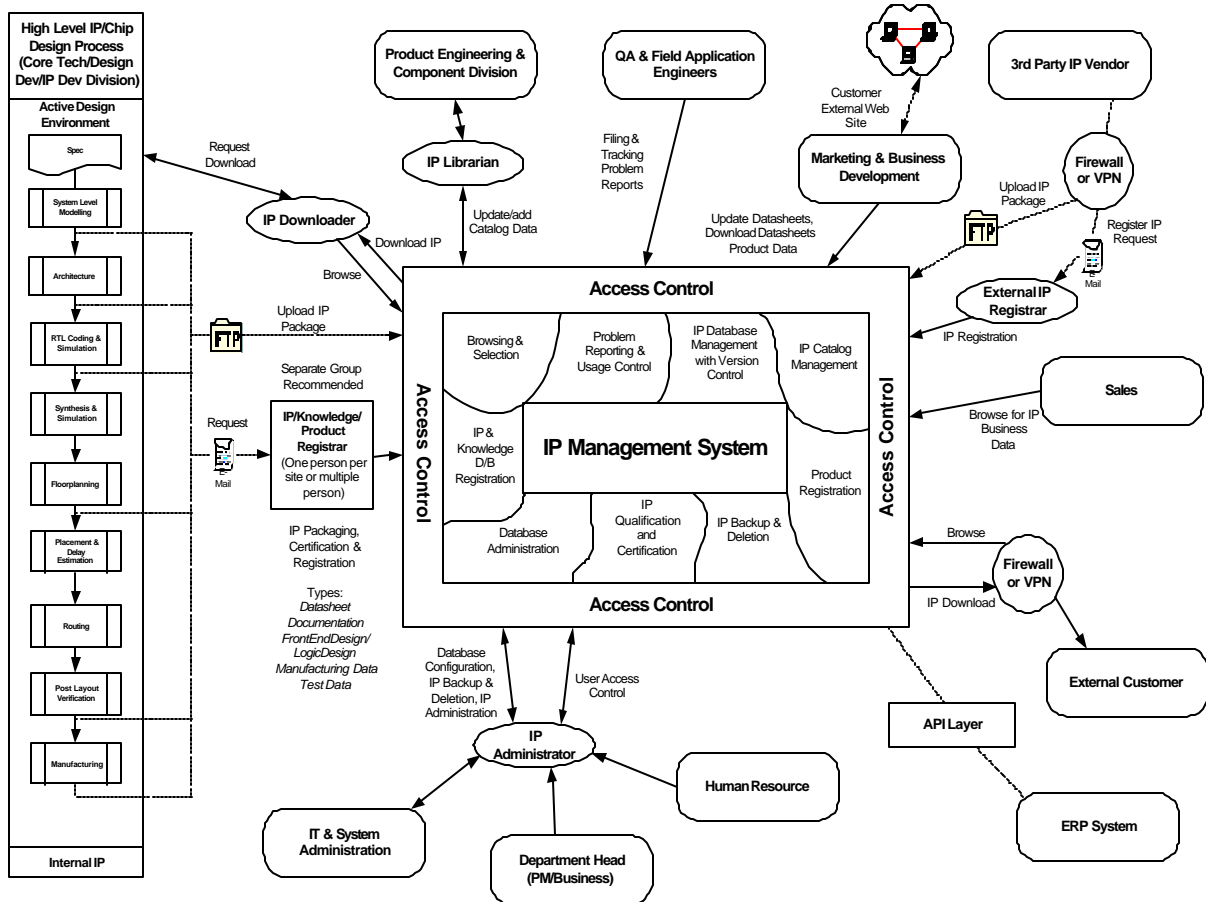 High Level IP/Chip
Design Process
(Core Tech/Design
Dev/IP Dev Division)
Active Design
Environment
Spec
System Level
Modelling
Architecture
RTL Coding &
Simulation
Synthesis &
Simulation
Floorplanning
Placement &
Delay
Estimation
Routing
Post Layout
Verification
Manufacturing
Internal IP
Request
Download
IP Downloader
Download IP
Browse
Product Engineering &
Component Division
IP Librarian
Update/add
Catalog Data
QA & Field Application
Engineers
Filing &
Tracking
Problem
Reports
Customer
External Web
Site
Marketing & Business
Development
Update Datasheets,
Download Datasheets
Product Data
3rd Party IP Vendor
Firewall
or VPN
Upload IP
Package
FTP
Register IP
Request
E-
Mail
External IP
Registrar
IP Registration
Sales
Browse for IP
Business
Data
Upload IP
Package
FTP
Separate Group
Recommended
Request
E-
Mail
IP/Knowledge/
Product
Registrar
(One person per
site or multiple
person)
IP Packaging,
Certification &
Registration
Types:
Datasheet
Documentation
FrontEndDesign/
LogicDesign
Manufacturing Data
Test Data
Access Control
Access Control
Access Control
Access Control
Browsing &
Selection
Problem
Reporting &
Usage Control
IP Database
Management
with Version
Control
IP Catalog
Management
IP &
Knowledge
D/B
Registration
IP Management System
Product
Registration
Database
Administration
IP
Qualification
and
Certification
IP Backup &
Deletion
Browse
Firewall
or VPN
IP Download
External Customer
API Layer
ERP System
Database
Configuration,
IP Backup &
Deletion, IP
Administration
User Access
Control
IP
Administrator
IT & System
Administration
Department Head
(PM/Business)
Human Resource